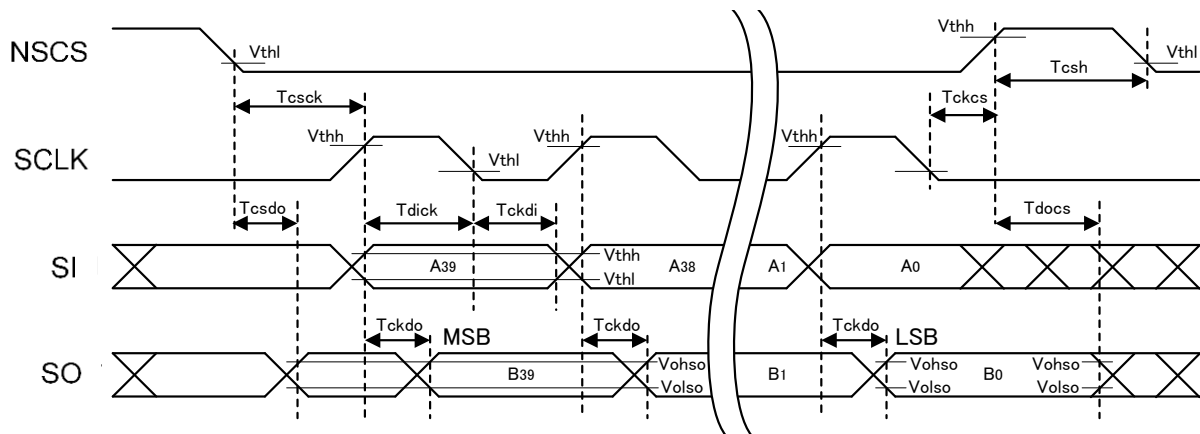 NSCS Vthl Vthh Vthl
Tcsh
Tcsck Tckcs
SCLK Vthh Vthl Vthh
Tcsdo Tdick Tckdi Tdocs
SI A39 Vthh A38 A1 A0
Vthl
Tckdo MSB Tckdo Tckdo LSB
SO B39 Vohso B1 Vohso B0 Vohso
Volso Volso Volso